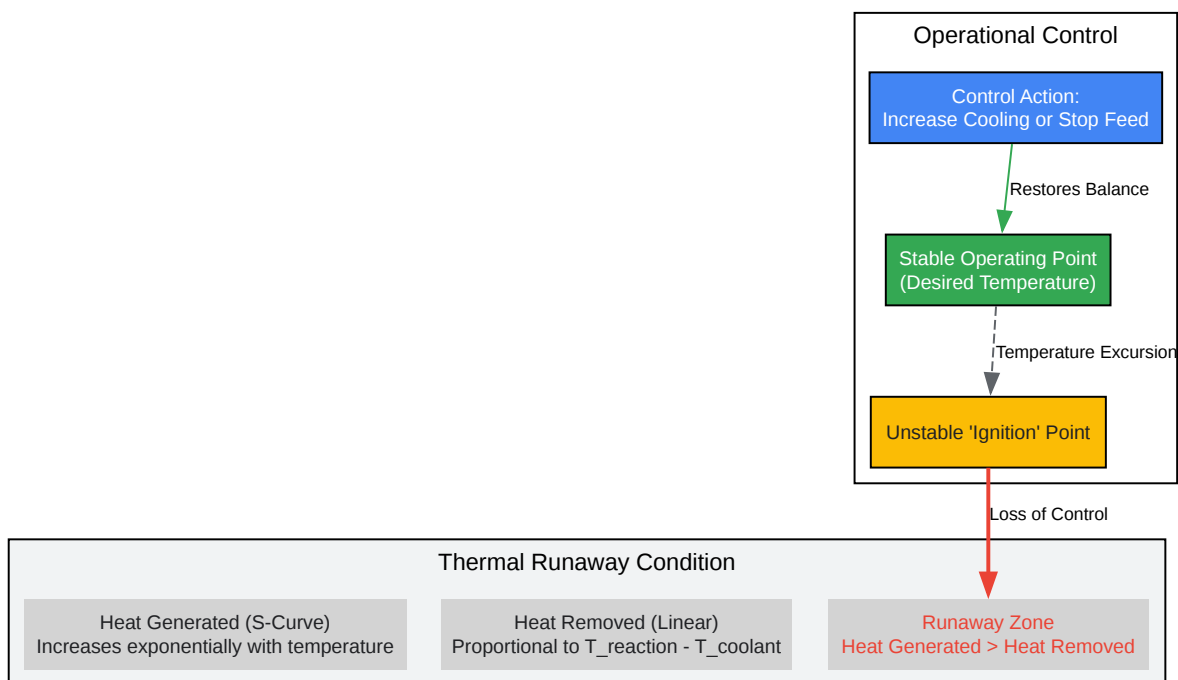 Operational Control
Control Action:
Increase Cooling or Stop Feed
Restores Balance
Stable Operating Point
(Desired Temperature)
Temperature Excursion
Unstable 'Ignition' Point
Loss of Control
Thermal Runaway Condition
Heat Generated (S-Curve)
Increases exponentially with temperature
Heat Removed (Linear)
Proportional to T_reaction - T_coolant
Runaway Zone
Heat Generated > Heat Removed